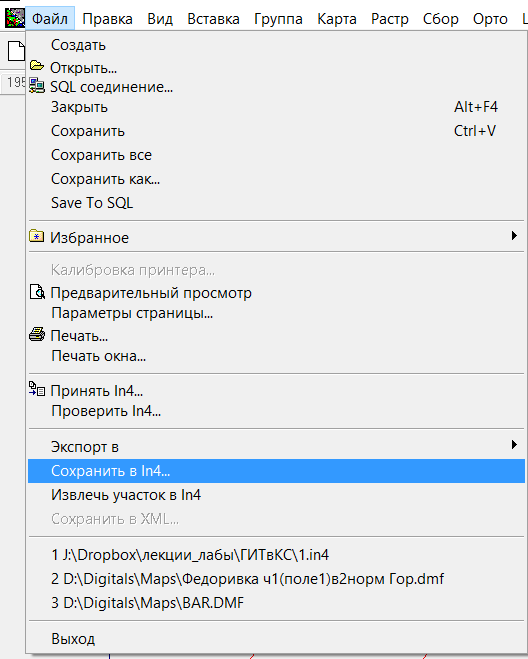 Файл Правка Вид Вставка Группа Карта Растр Сбор Орто
195
Создать
Открыть...
SQL соединение...
Закрыть Alt+F4
Сохранить Ctrl+V
Сохранить все
Сохранить как...
Save To SQL
Избранное
Калибровка принтера...
Предварительный просмотр
Параметры страницы...
Печать...
Печать окна...
Принять In4...
Проверить In4...
Экспорт в
Сохранить в In4...
Извлечь участок в In4
Сохранить в XML...
1 J:\Dropbox\лекции_лабы\ГИТвКС\1.in4
2 D:\Digitals\Maps\Федоривка ч1(поле1)в2норм Гор.dmf
3 D:\Digitals\Maps\BAR.DMF
Выход